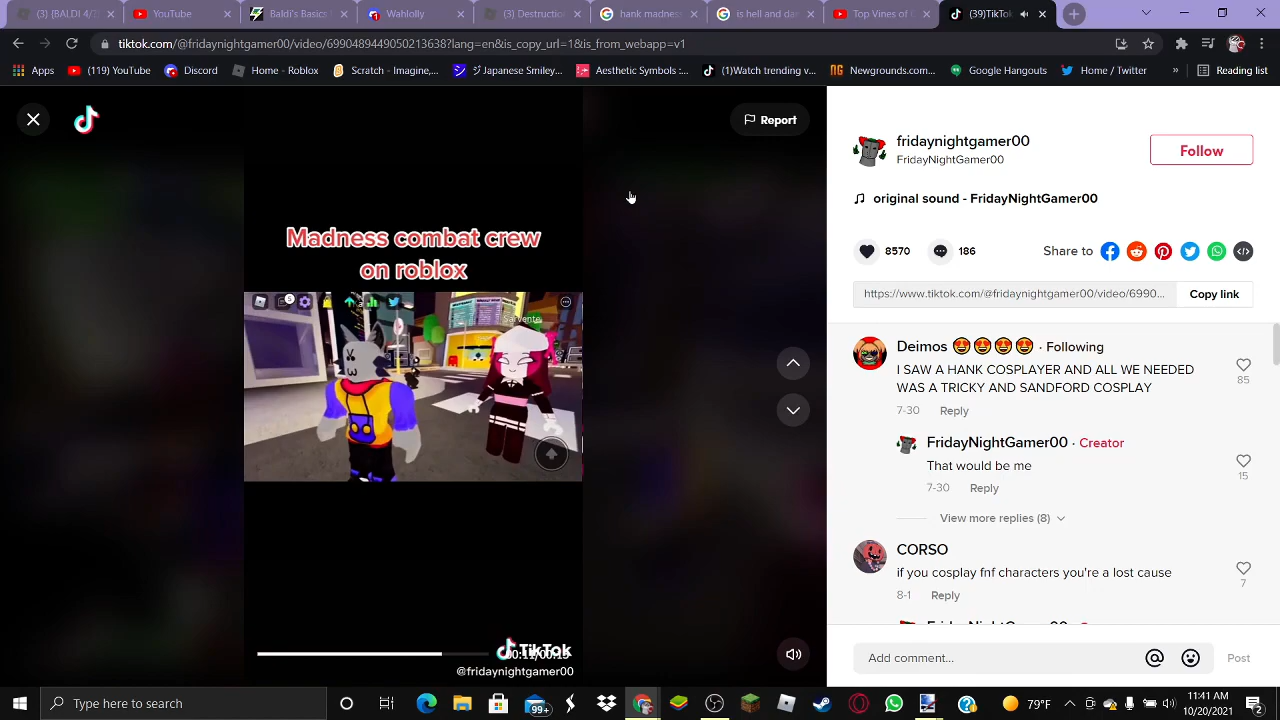 (3) [BALDI 4/
YouTube
Baldi's Basics
Wahlolly
(3) Destruction
hank madness
is hell and da
Top Vines of
(39)TikTok
tiktok.com/@fridaynightgamer00/video/6990489449050213638?lang=en&is_copy_url=1&is_from_webapp=v1
Apps
(119) YouTube
Discord
Home - Roblox
Scratch - Imagine,...
ジ Japanese Smiley...
Aesthetic Symbols :...
(1)Watch trending v...
NG Newgrounds.com...
Google Hangouts
Home / Twitter
»
Reading list
Report
Madness combat crew
on roblox
5
Sarvente
TikTok
@fridaynightgamer00
fridaynightgamer00
FridayNightGamer00
Follow
original sound - FridayNightGamer00
8570
186
Share to
https://www.tiktok.com/@fridaynightgamer00/video/6990...
Copy link
Deimos 😍😍😍😍 · Following
I SAW A HANK COSPLAYER AND ALL WE NEEDED
WAS A TRICKY AND SANDFORD COSPLAY
85
7-30 Reply
FridayNightGamer00 · Creator
That would be me
15
7-30 Reply
View more replies (8)
CORSO
if you cosplay fnf characters you're a lost cause
7
8-1 Reply
Add comment...
Post
Type here to search
99+
79°F
11:41 AM
10/20/2021
2